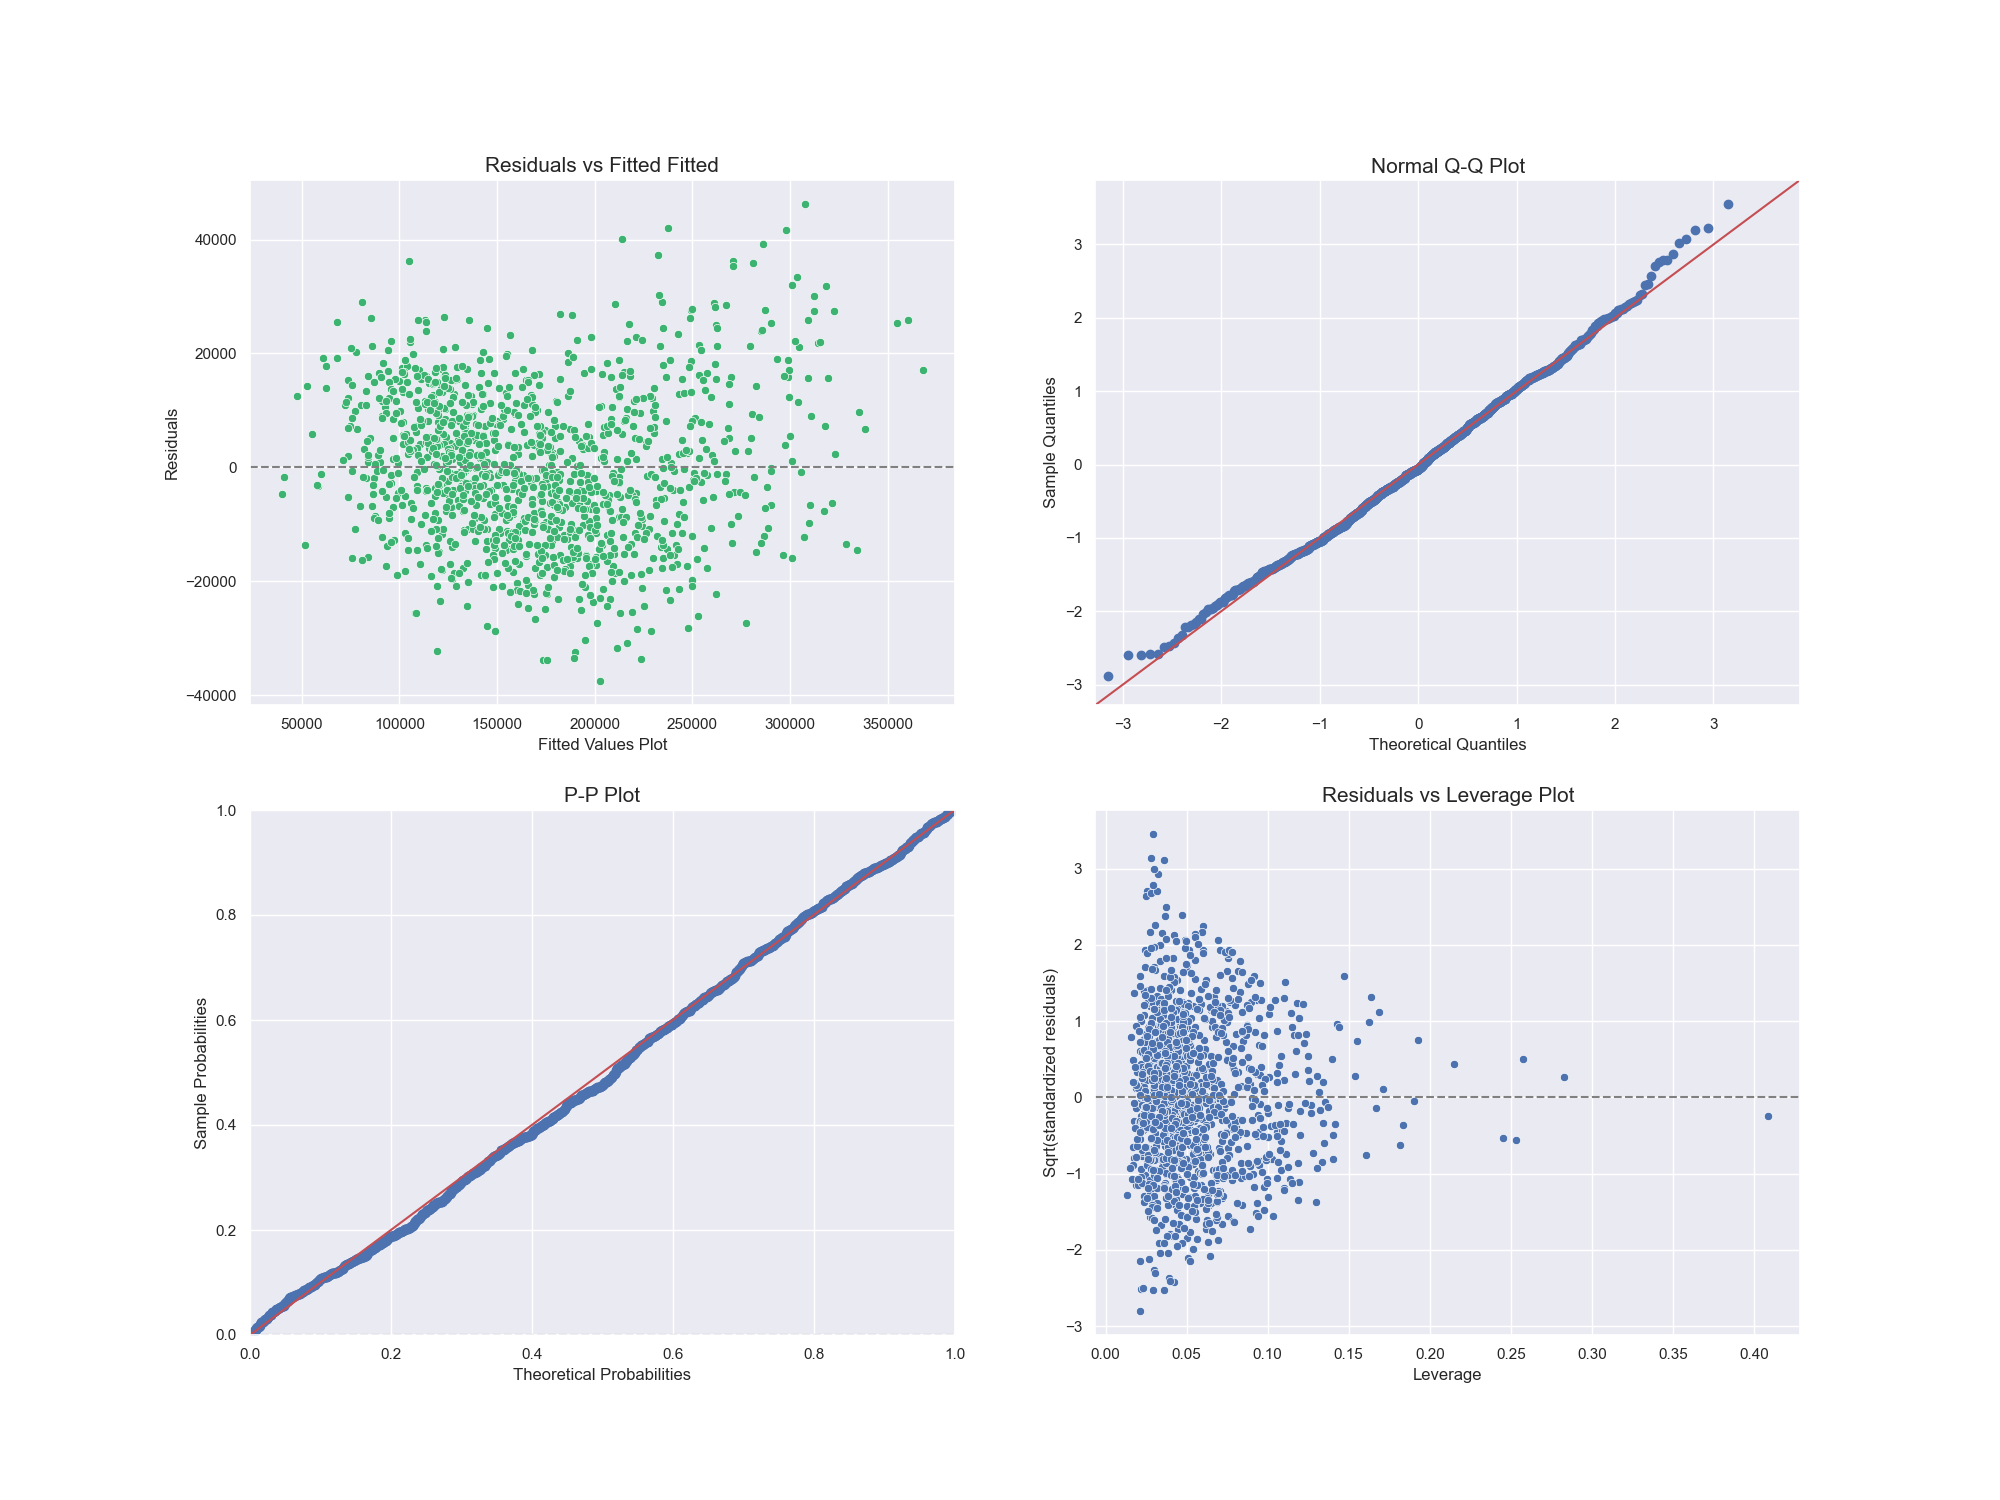 Residuals vs Fitted Fitted
40000
20000
0
−20000
−40000
Residuals
50000 100000 150000 200000 250000 300000 350000
Fitted Values Plot
Normal Q-Q Plot
3
2
1
0
−1
−2
−3
Sample Quantiles
−3 −2 −1 0 1 2 3
Theoretical Quantiles
P-P Plot
1.0
0.8
0.6
0.4
0.2
0.0
Sample Probabilities
0.0 0.2 0.4 0.6 0.8 1.0
Theoretical Probabilities
Residuals vs Leverage Plot
3
2
1
0
−1
−2
−3
Sqrt(standardized residuals)
0.00 0.05 0.10 0.15 0.20 0.25 0.30 0.35 0.40
Leverage